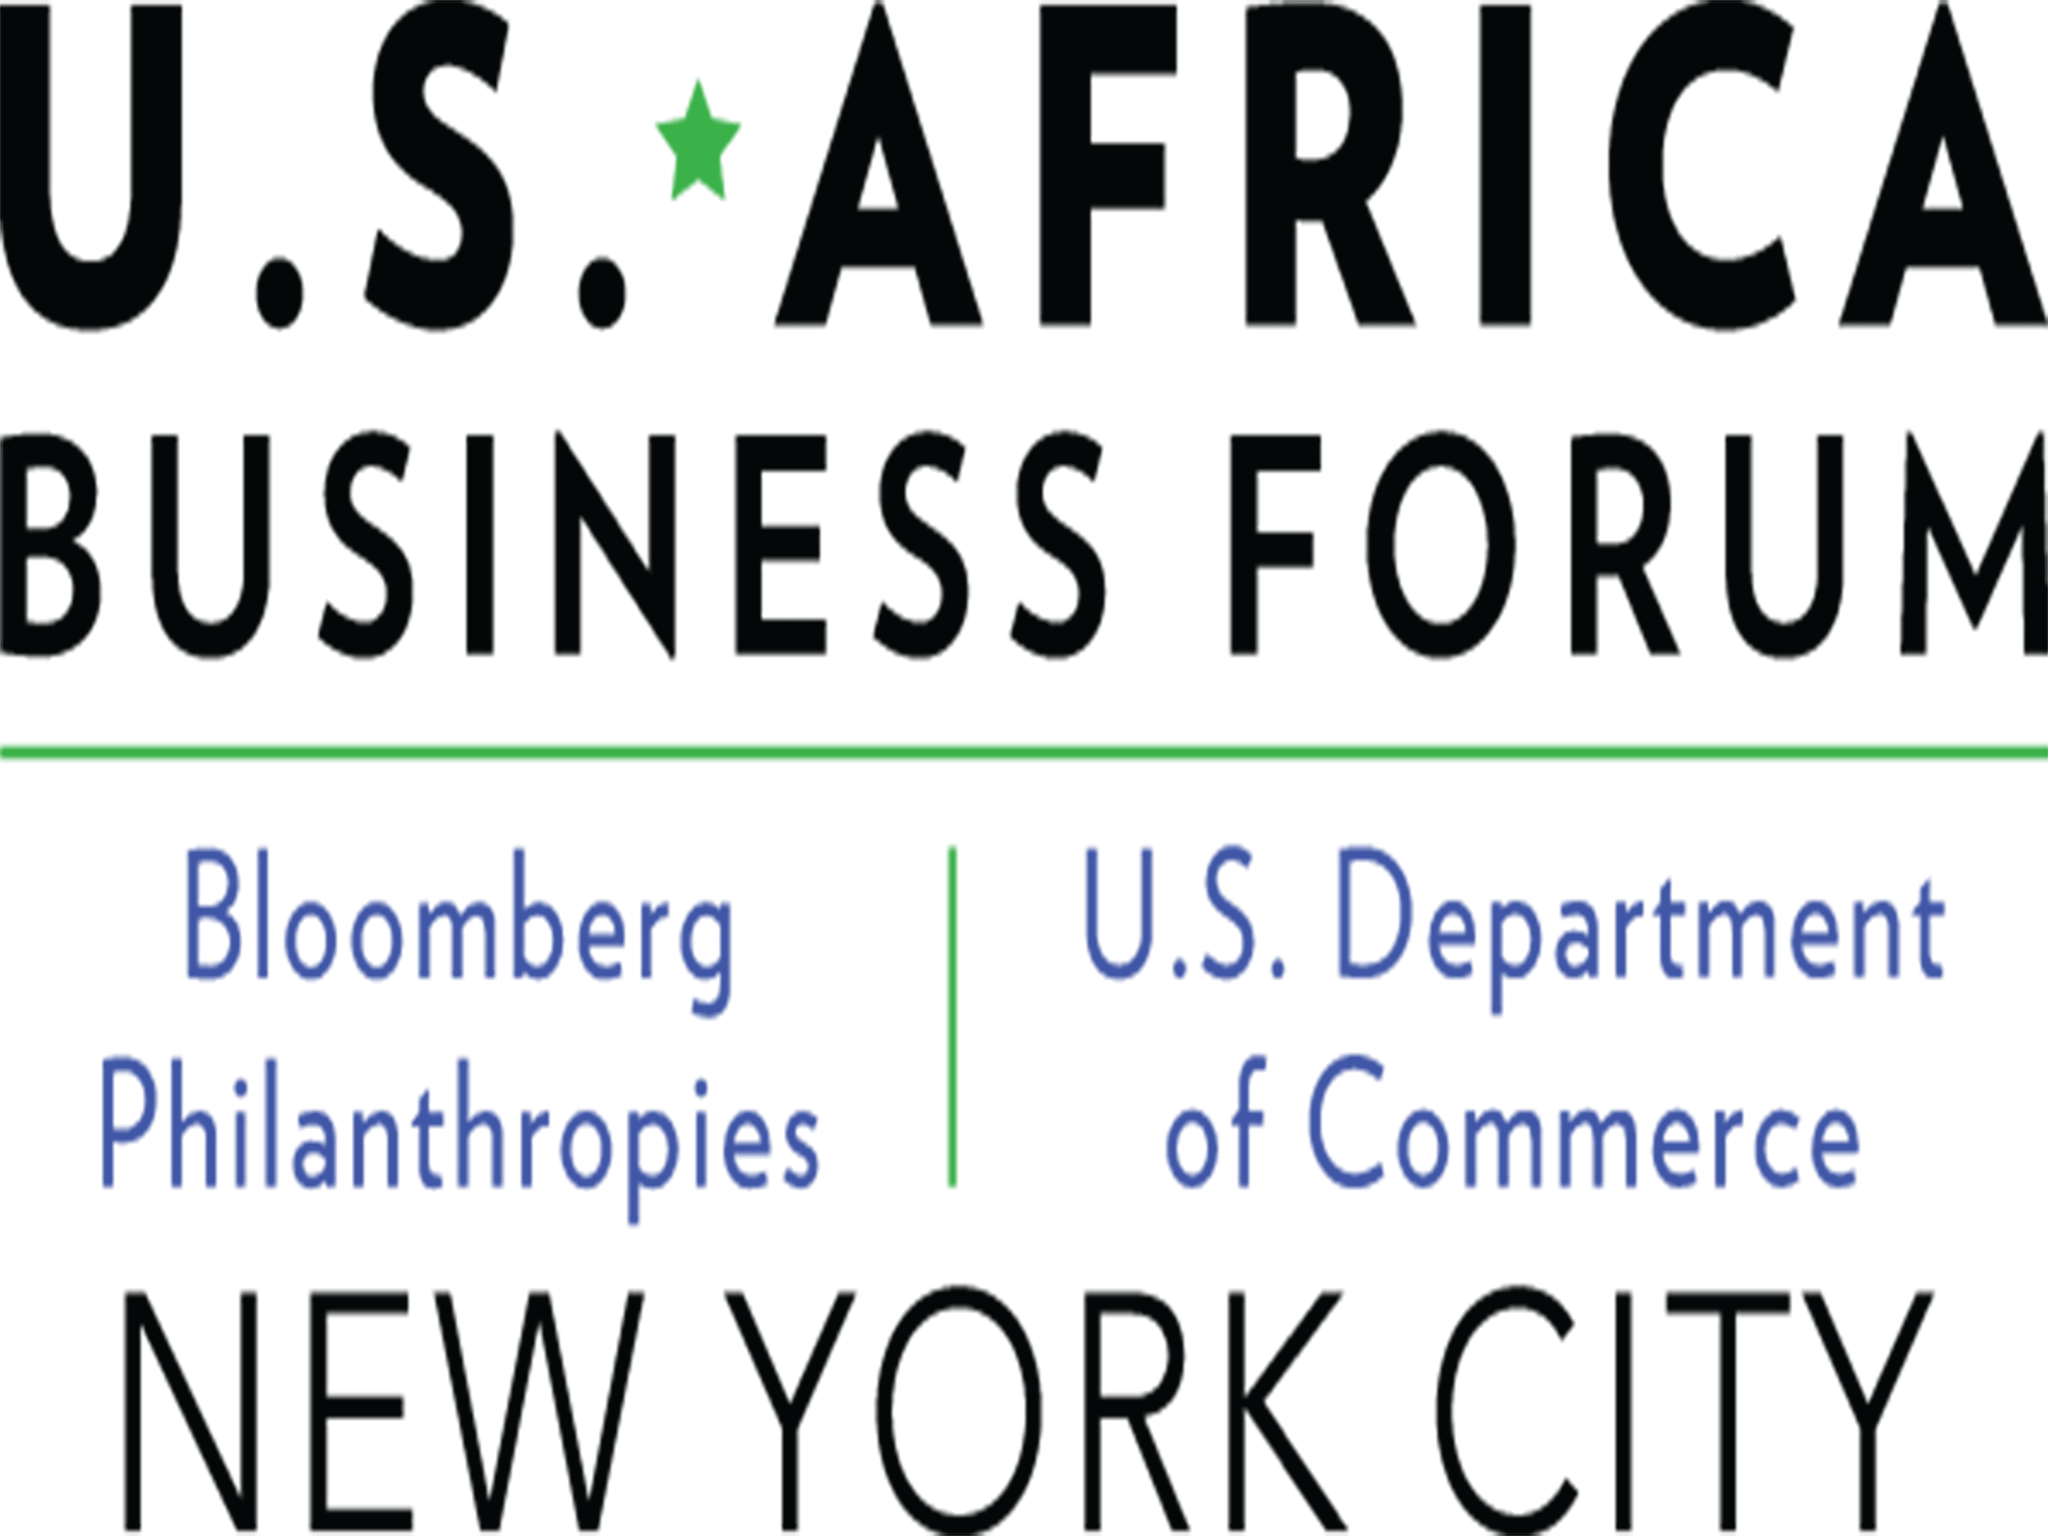 U.S. AFRICA
BUSINESS FORUM
Bloomberg
Philanthropies
U.S. Department
of Commerce
NEW YORK CITY